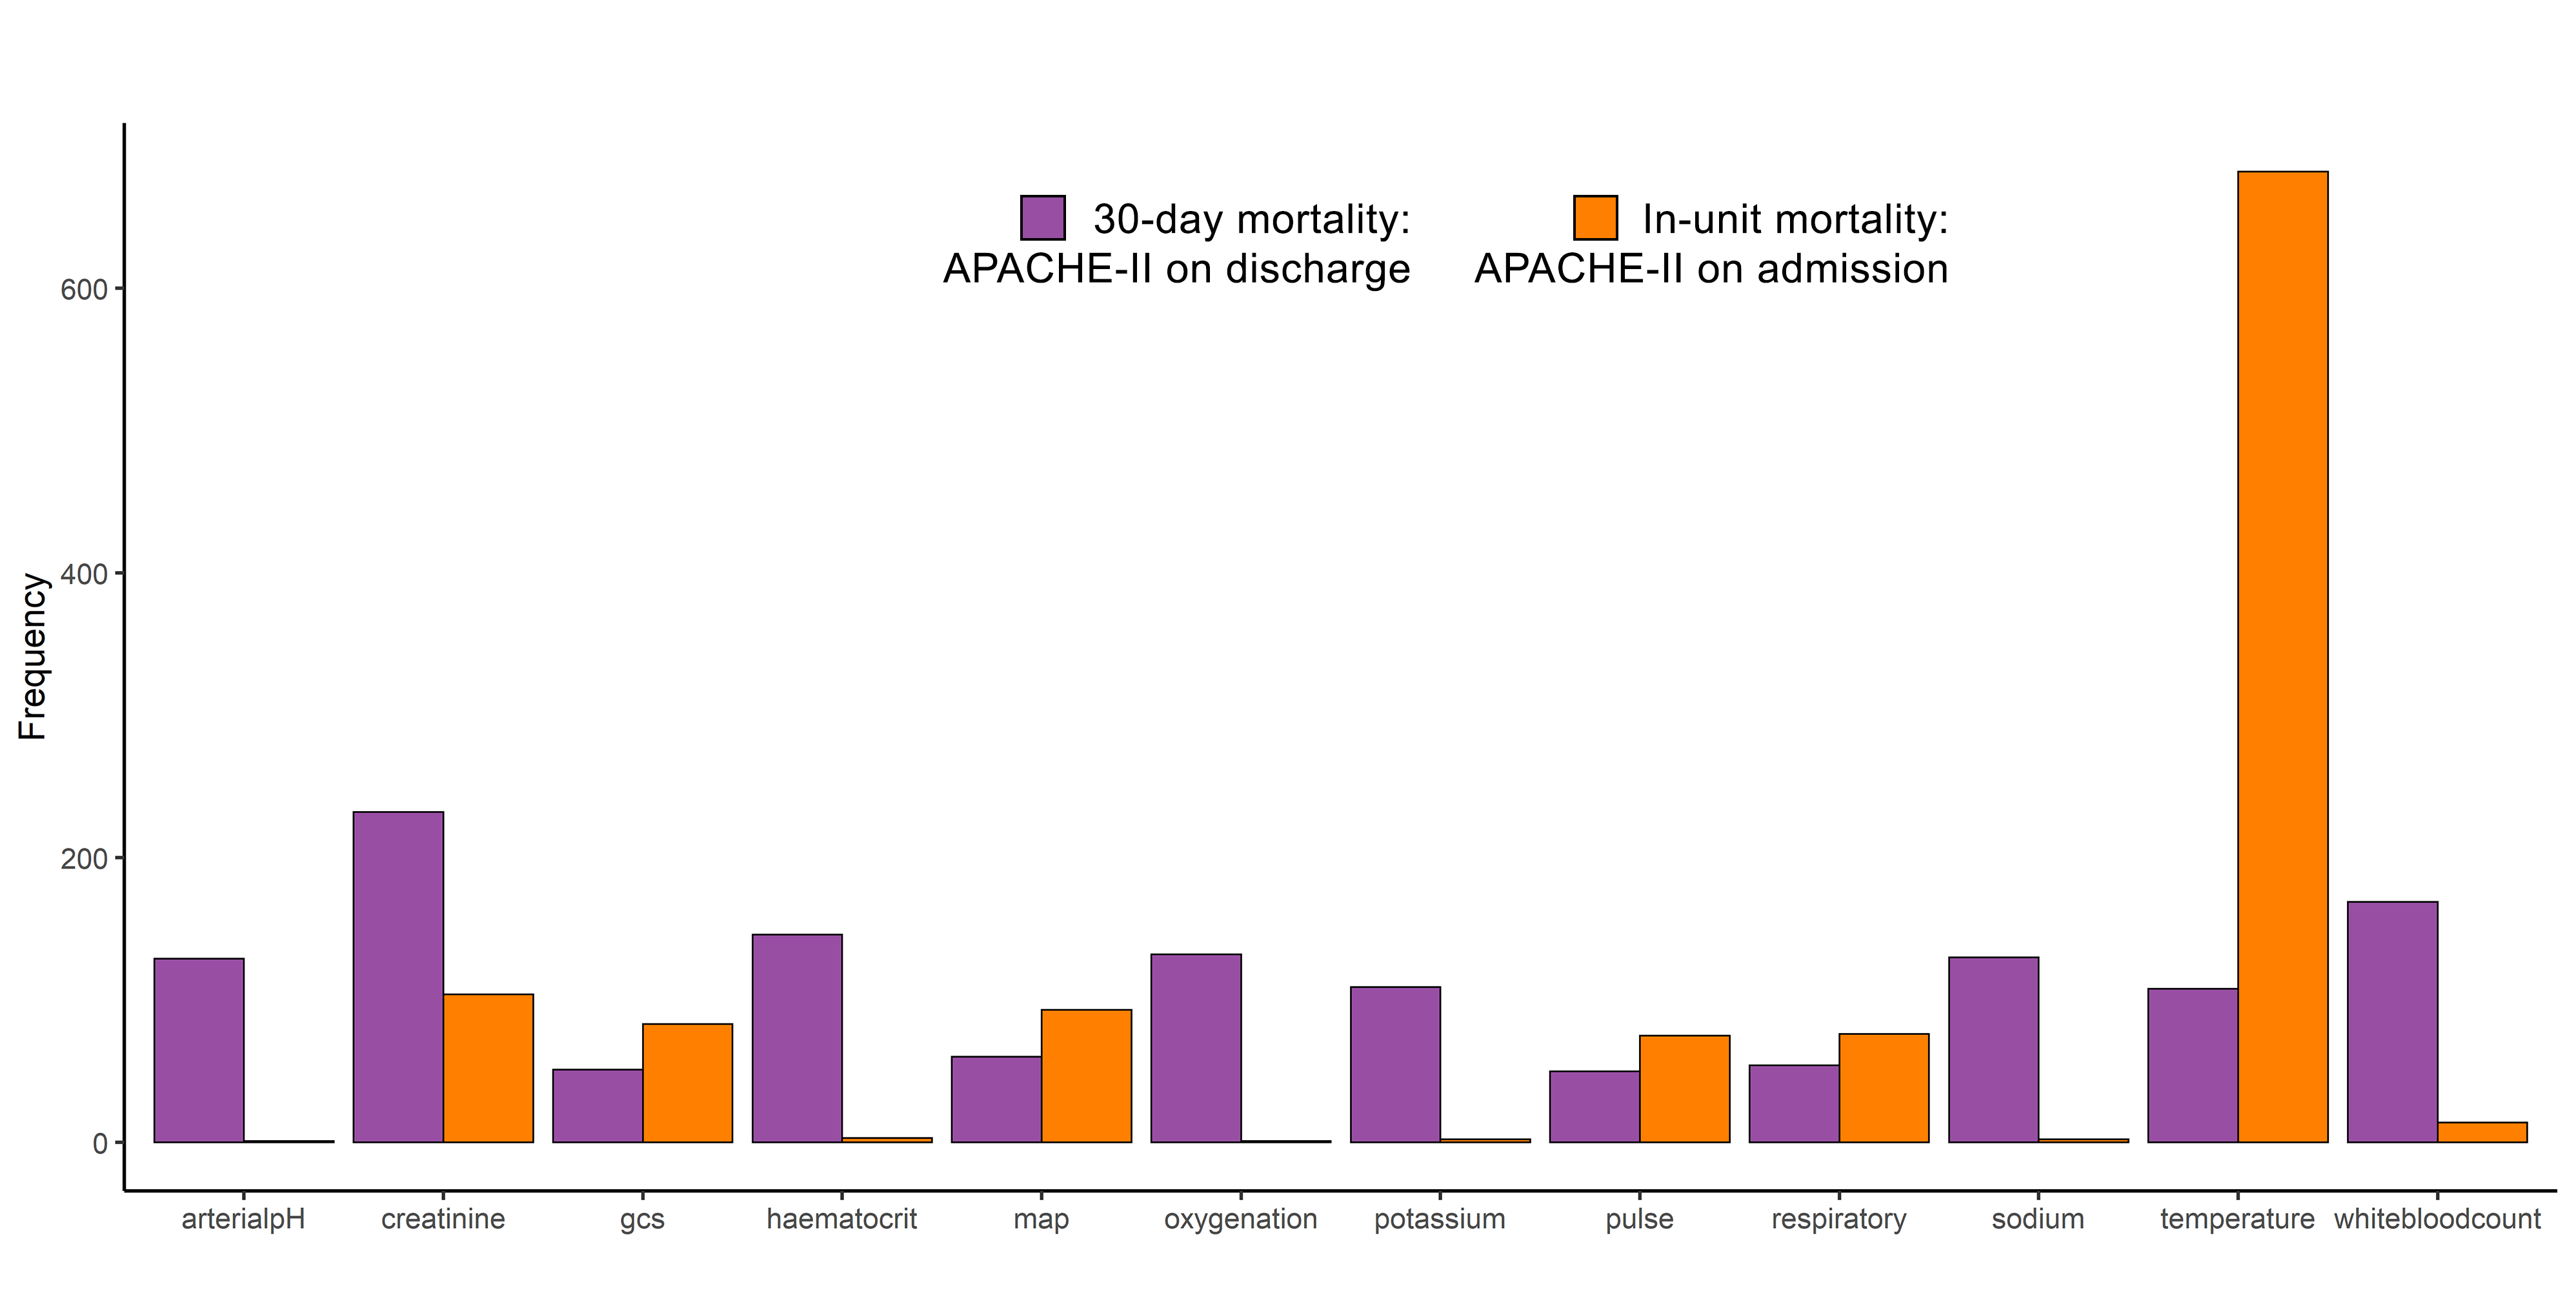 30-day mortality:
APACHE-II on discharge
In-unit mortality:
APACHE-II on admission
Frequency
600
400
200
0
arterialpH
creatinine
gcs
haematocrit
map
oxygenation
potassium
pulse
respiratory
sodium
temperature
whitebloodcount